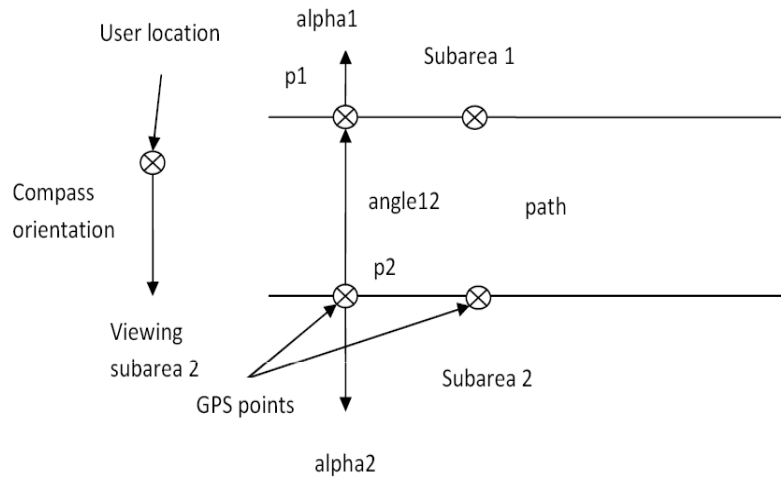 alpha1
User location
Subarea 1
p1
Compass
orientation
angle12
path
p2
Viewing
subarea 2
Subarea 2
GPS points
alpha2